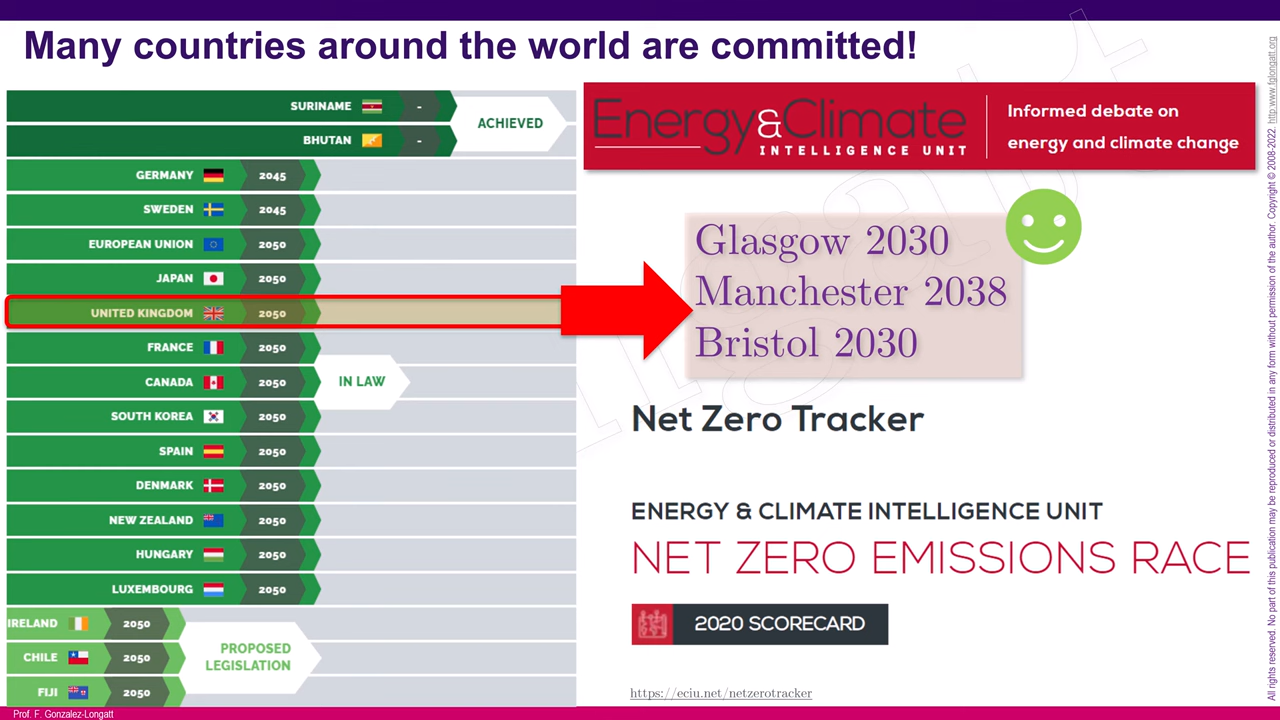 Many countries around the world are committed!
SURINAME -
BHUTAN -
ACHIEVED
GERMANY 2045
SWEDEN 2045
EUROPEAN UNION 2050
JAPAN 2050
UNITED KINGDOM 2050
FRANCE 2050
CANADA 2050
IN LAW
SOUTH KOREA 2050
SPAIN 2050
DENMARK 2050
NEW ZEALAND 2050
HUNGARY 2050
LUXEMBOURG 2050
IRELAND 2050
CHILE 2050
FIJI 2050
PROPOSED
LEGISLATION
Energy&Climate
INTELLIGENCE UNIT
Informed debate on
energy and climate change
Glasgow 2030
Manchester 2038
Bristol 2030
Net Zero Tracker
ENERGY & CLIMATE INTELLIGENCE UNIT
NET ZERO EMISSIONS RACE
2020 SCORECARD
https://eciu.net/netzerotracker
Prof. F. Gonzalez-Longatt
All rights reserved. No part of this publication may be reproduced or distributed in any form without permission of the author. Copyright © 2008-2022. http:www.fglongatt.org